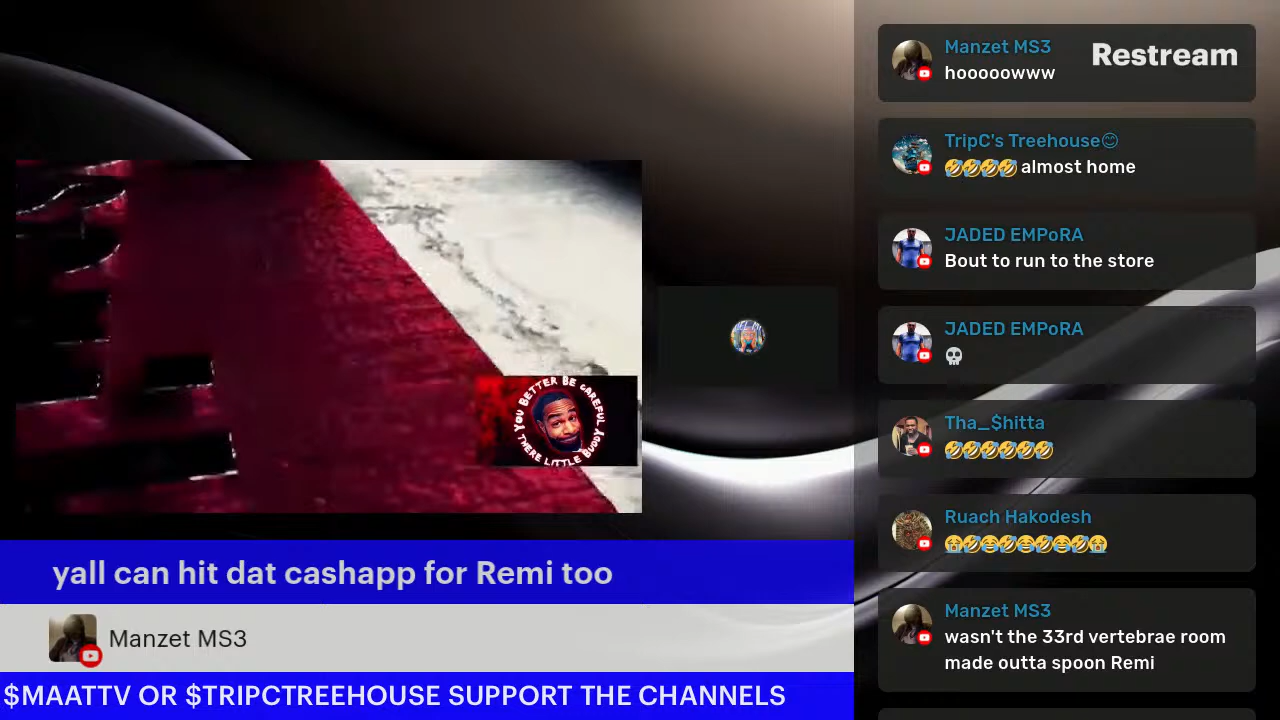 Manzet MS3
hooooowww
Restream
TripC's Treehouse😊
🤣🤣🤣🤣 almost home
JADED EMPoRA
Bout to run to the store
JADED EMPoRA
💀
Tha_$hitta
🤣🤣🤣🤣🤣🤣
Ruach Hakodesh
😭🤣😂🤣😂🤣😂🤣😭
Manzet MS3
wasn't the 33rd vertebrae room
made outta spoon Remi
YOU BETTER BE CAREFUL
THERE LITTLE BUDDY
yall can hit dat cashapp for Remi too
Manzet MS3
$MAATTV OR $TRIPCTREEHOUSE SUPPORT THE CHANNELS